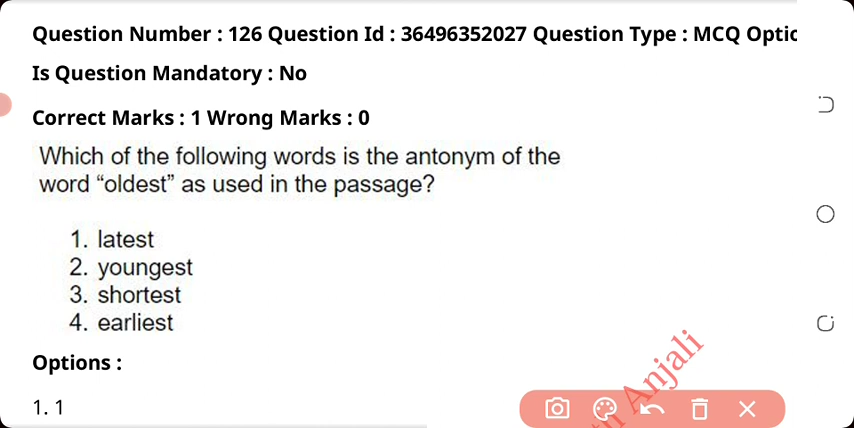 Question Number : 126 Question Id : 36496352027 Question Type : MCQ Optic
Is Question Mandatory : No
Correct Marks : 1 Wrong Marks : 0
Which of the following words is the antonym of the
word “oldest” as used in the passage?
1. latest
2. youngest
3. shortest
4. earliest
Options :
1. 1
Anjali